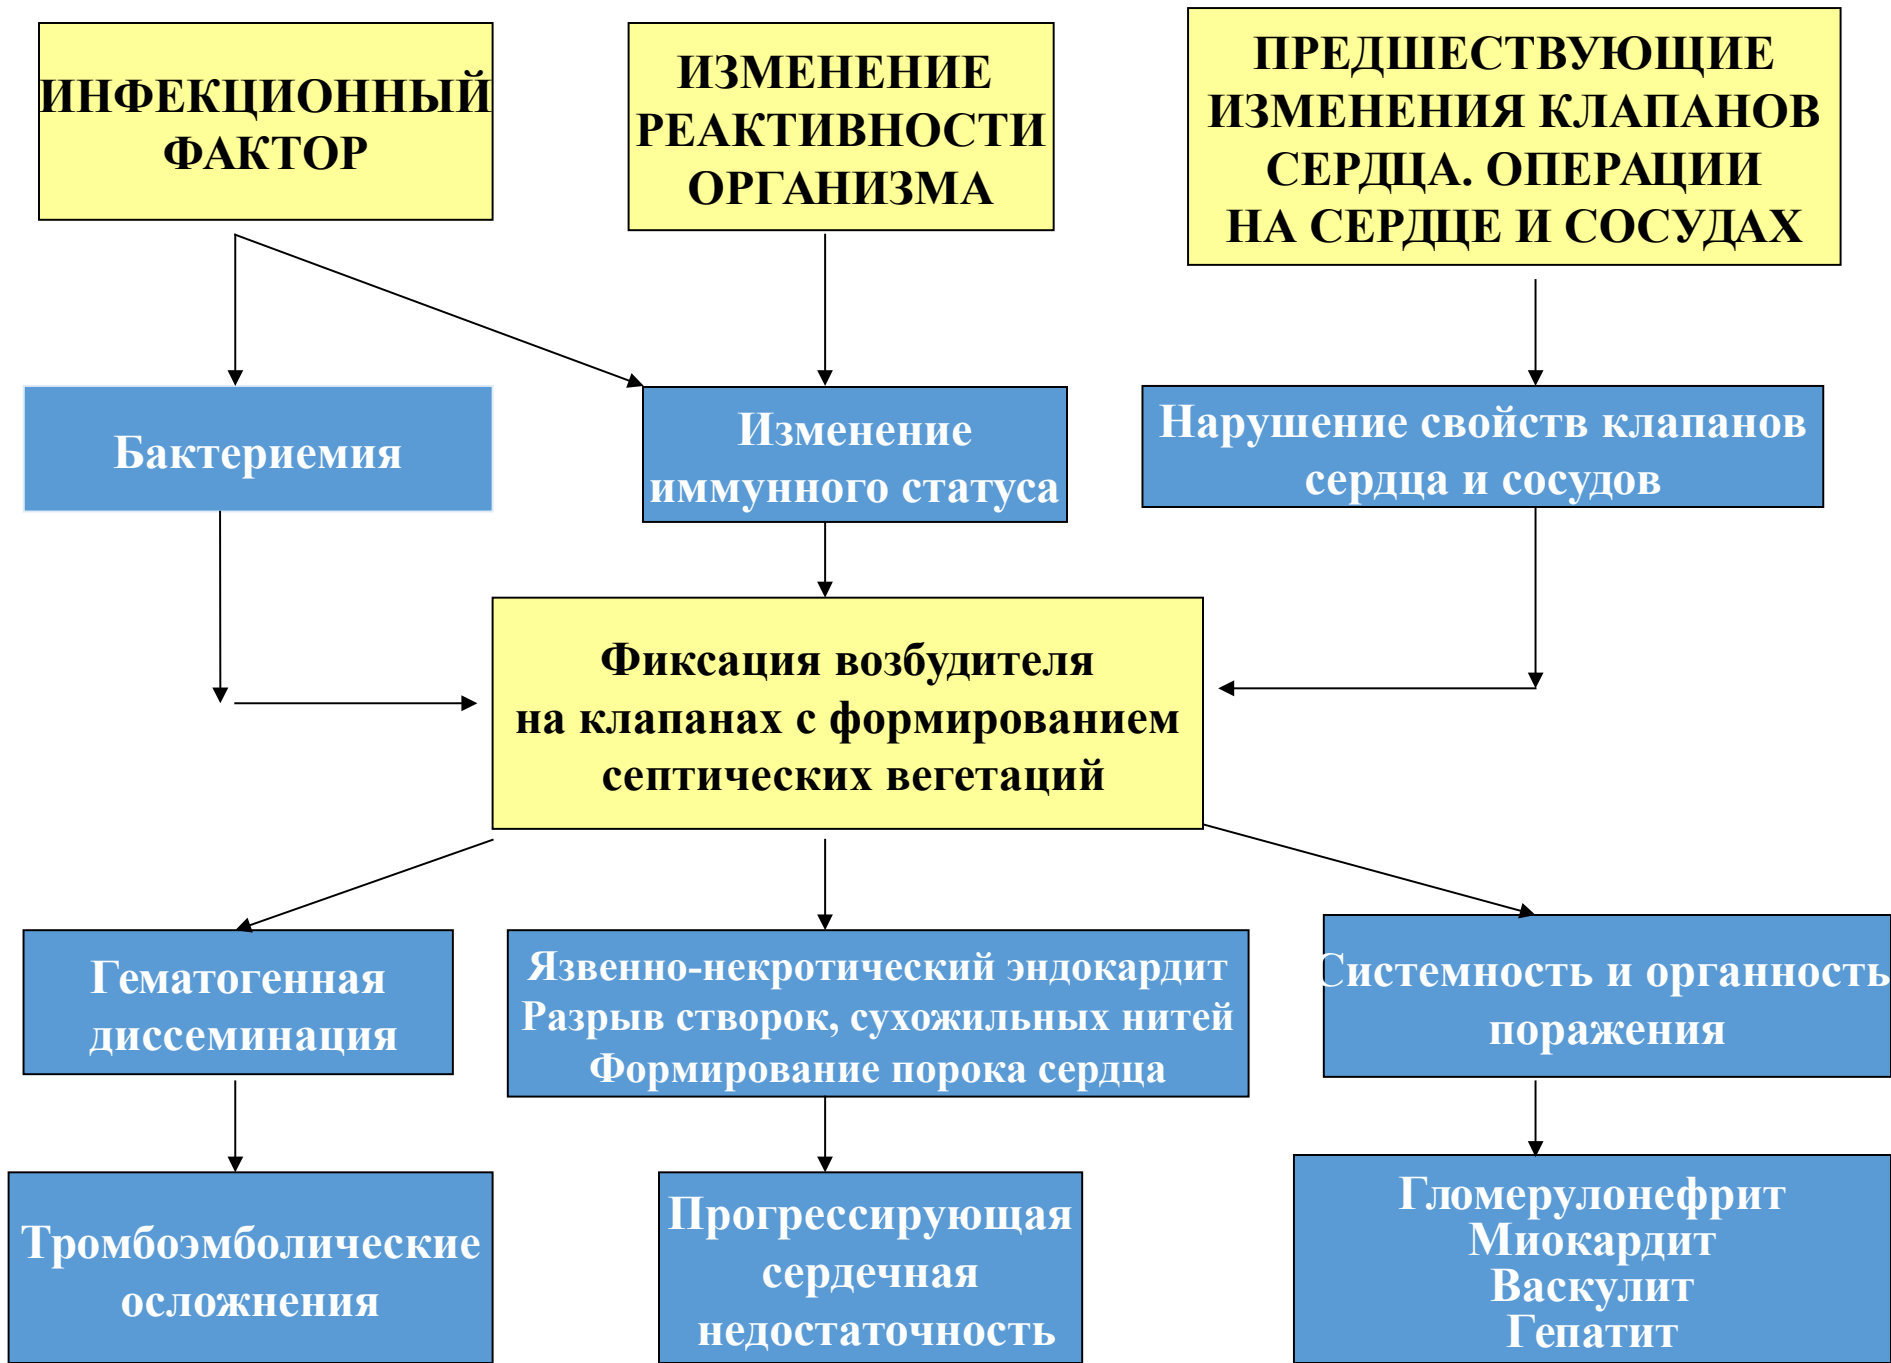 ИНФЕКЦИОННЫЙ
ФАКТОР
ИЗМЕНЕНИЕ
РЕАКТИВНОСТИ
ОРГАНИЗМА
ПРЕДШЕСТВУЮЩИЕ
ИЗМЕНЕНИЯ КЛАПАНОВ
СЕРДЦА. ОПЕРАЦИИ
НА СЕРДЦЕ И СОСУДАХ
Бактериемия
Изменение
иммунного статуса
Нарушение свойств клапанов
сердца и сосудов
Фиксация возбудителя
на клапанах с формированием
септических вегетаций
Гематогенная
диссеминация
Язвенно-некротический эндокардит
Разрыв створок, сухожильных нитей
Формирование порока сердца
Системность и органность
поражения
Тромбоэмболические
осложнения
Прогрессирующая
сердечная
недостаточность
Гломерулонефрит
Миокардит
Васкулит
Гепатит